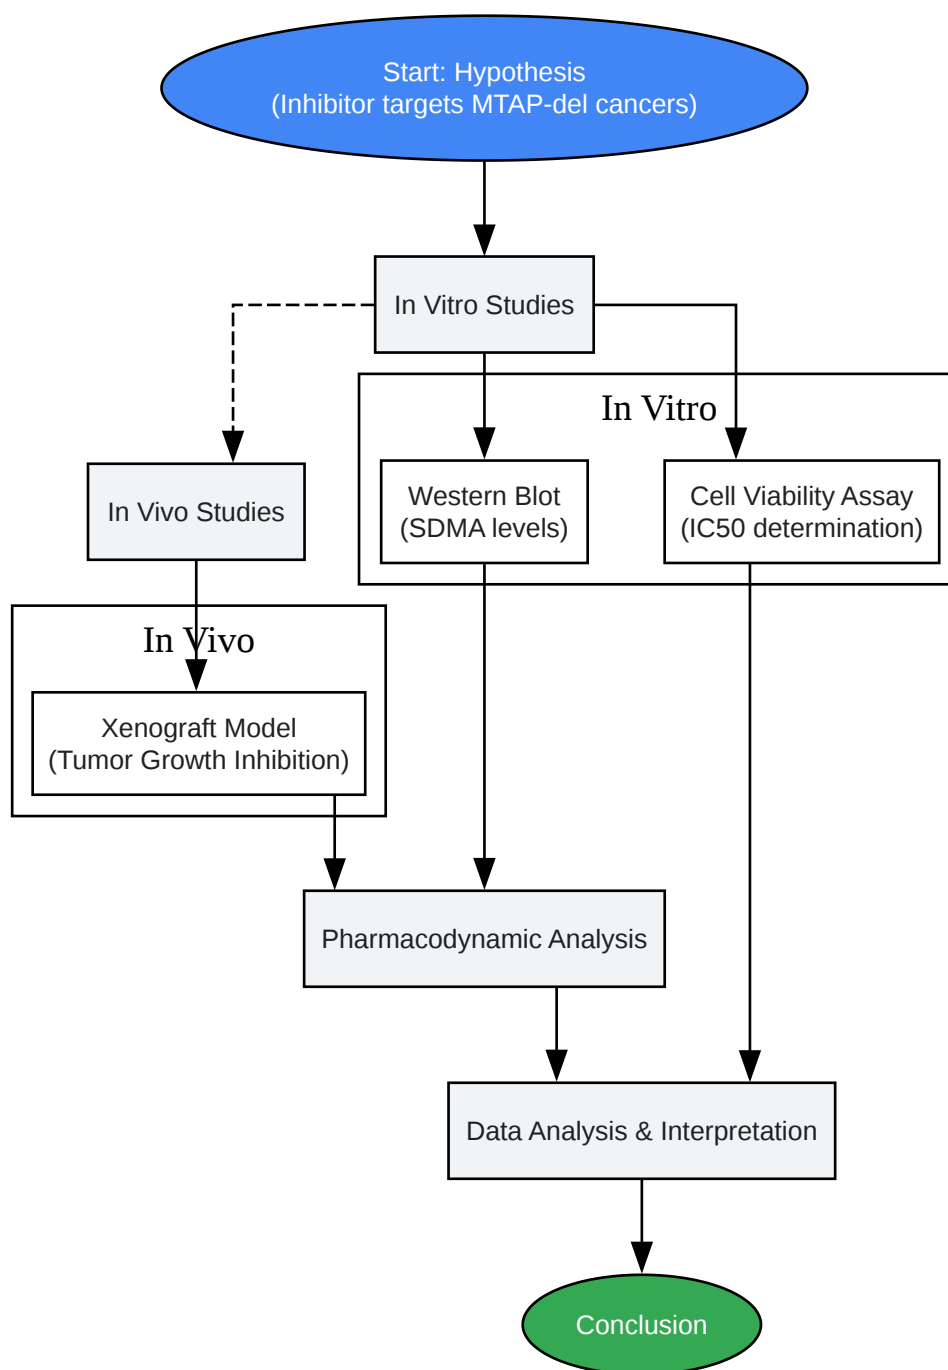 Start: Hypothesis
(Inhibitor targets MTAP-del cancers)
In Vitro Studies
In Vitro
Western Blot
(SDMA levels)
Cell Viability Assay
(IC50 determination)
In Vivo Studies
In Vivo
Xenograft Model
(Tumor Growth Inhibition)
Pharmacodynamic Analysis
Data Analysis & Interpretation
Conclusion